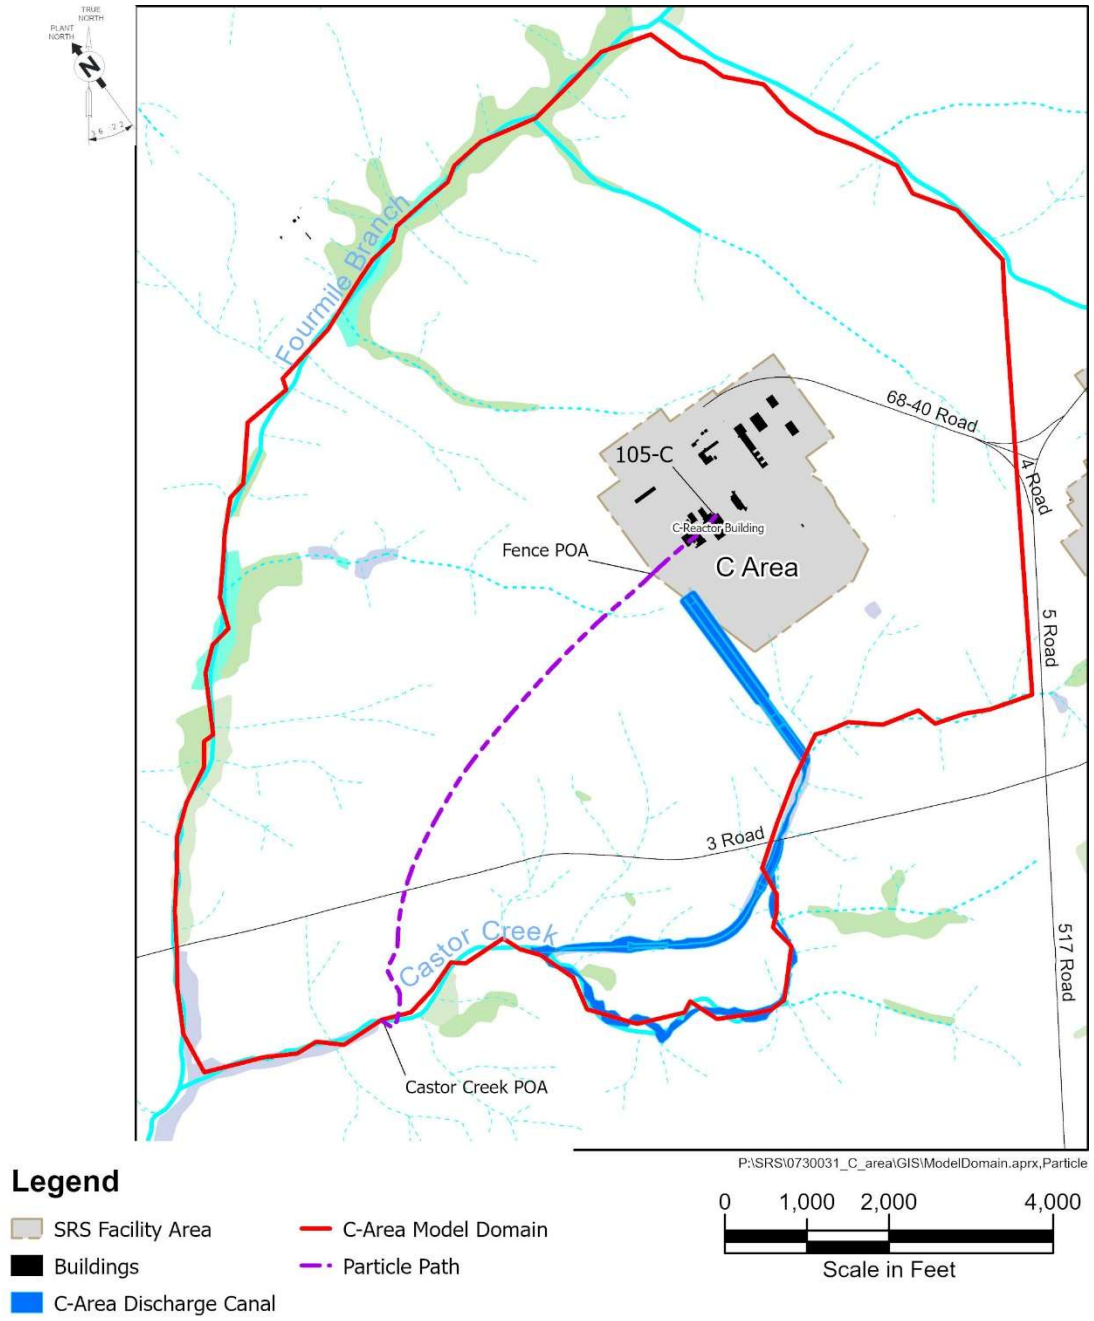 TRUE
NORTH
PLANT
NORTH
N
36 22
Fourmile Branch
68-40 Road
105-C
4 Road
C-Reactor Building
Fence POA
C Area
5 Road
3 Road
Castor Creek
517 Road
Castor Creek POA
P:\SRS\0730031_C_area\GIS\ModelDomain.aprx,Particle
Legend
SRS Facility Area
Buildings
C-Area Discharge Canal
C-Area Model Domain
Particle Path
0 1,000 2,000 4,000
Scale in Feet